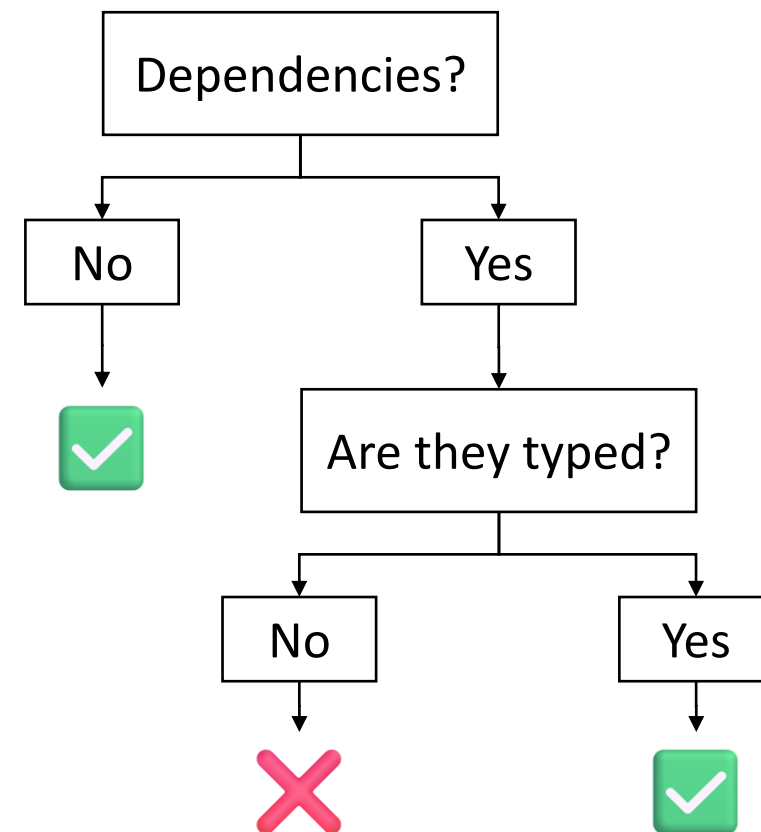 Dependencies?
No
Yes
Are they typed?
No
Yes